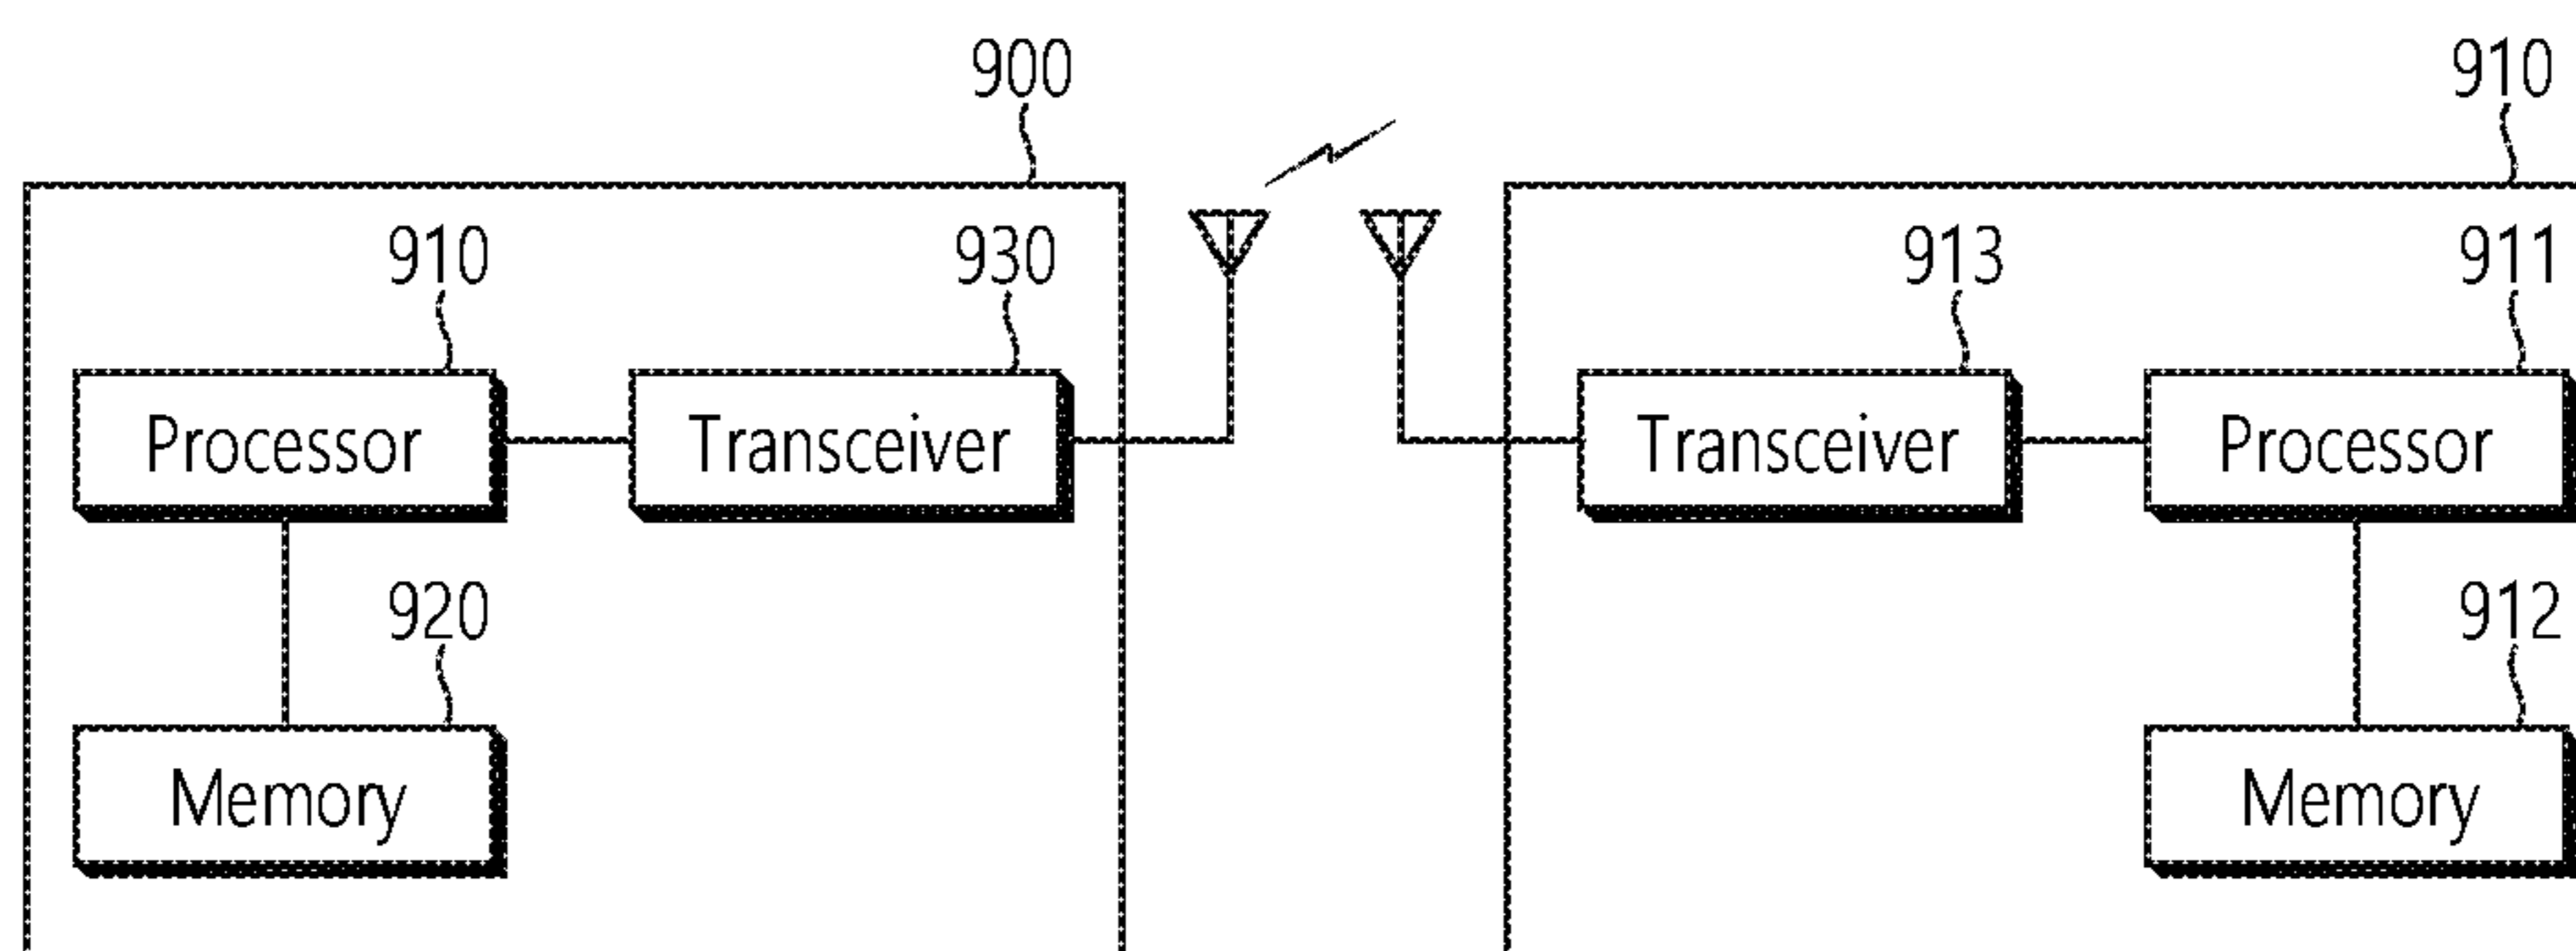 900 910
910 930 913 911
Processor Transceiver Transceiver Processor
920 912
Memory Memory